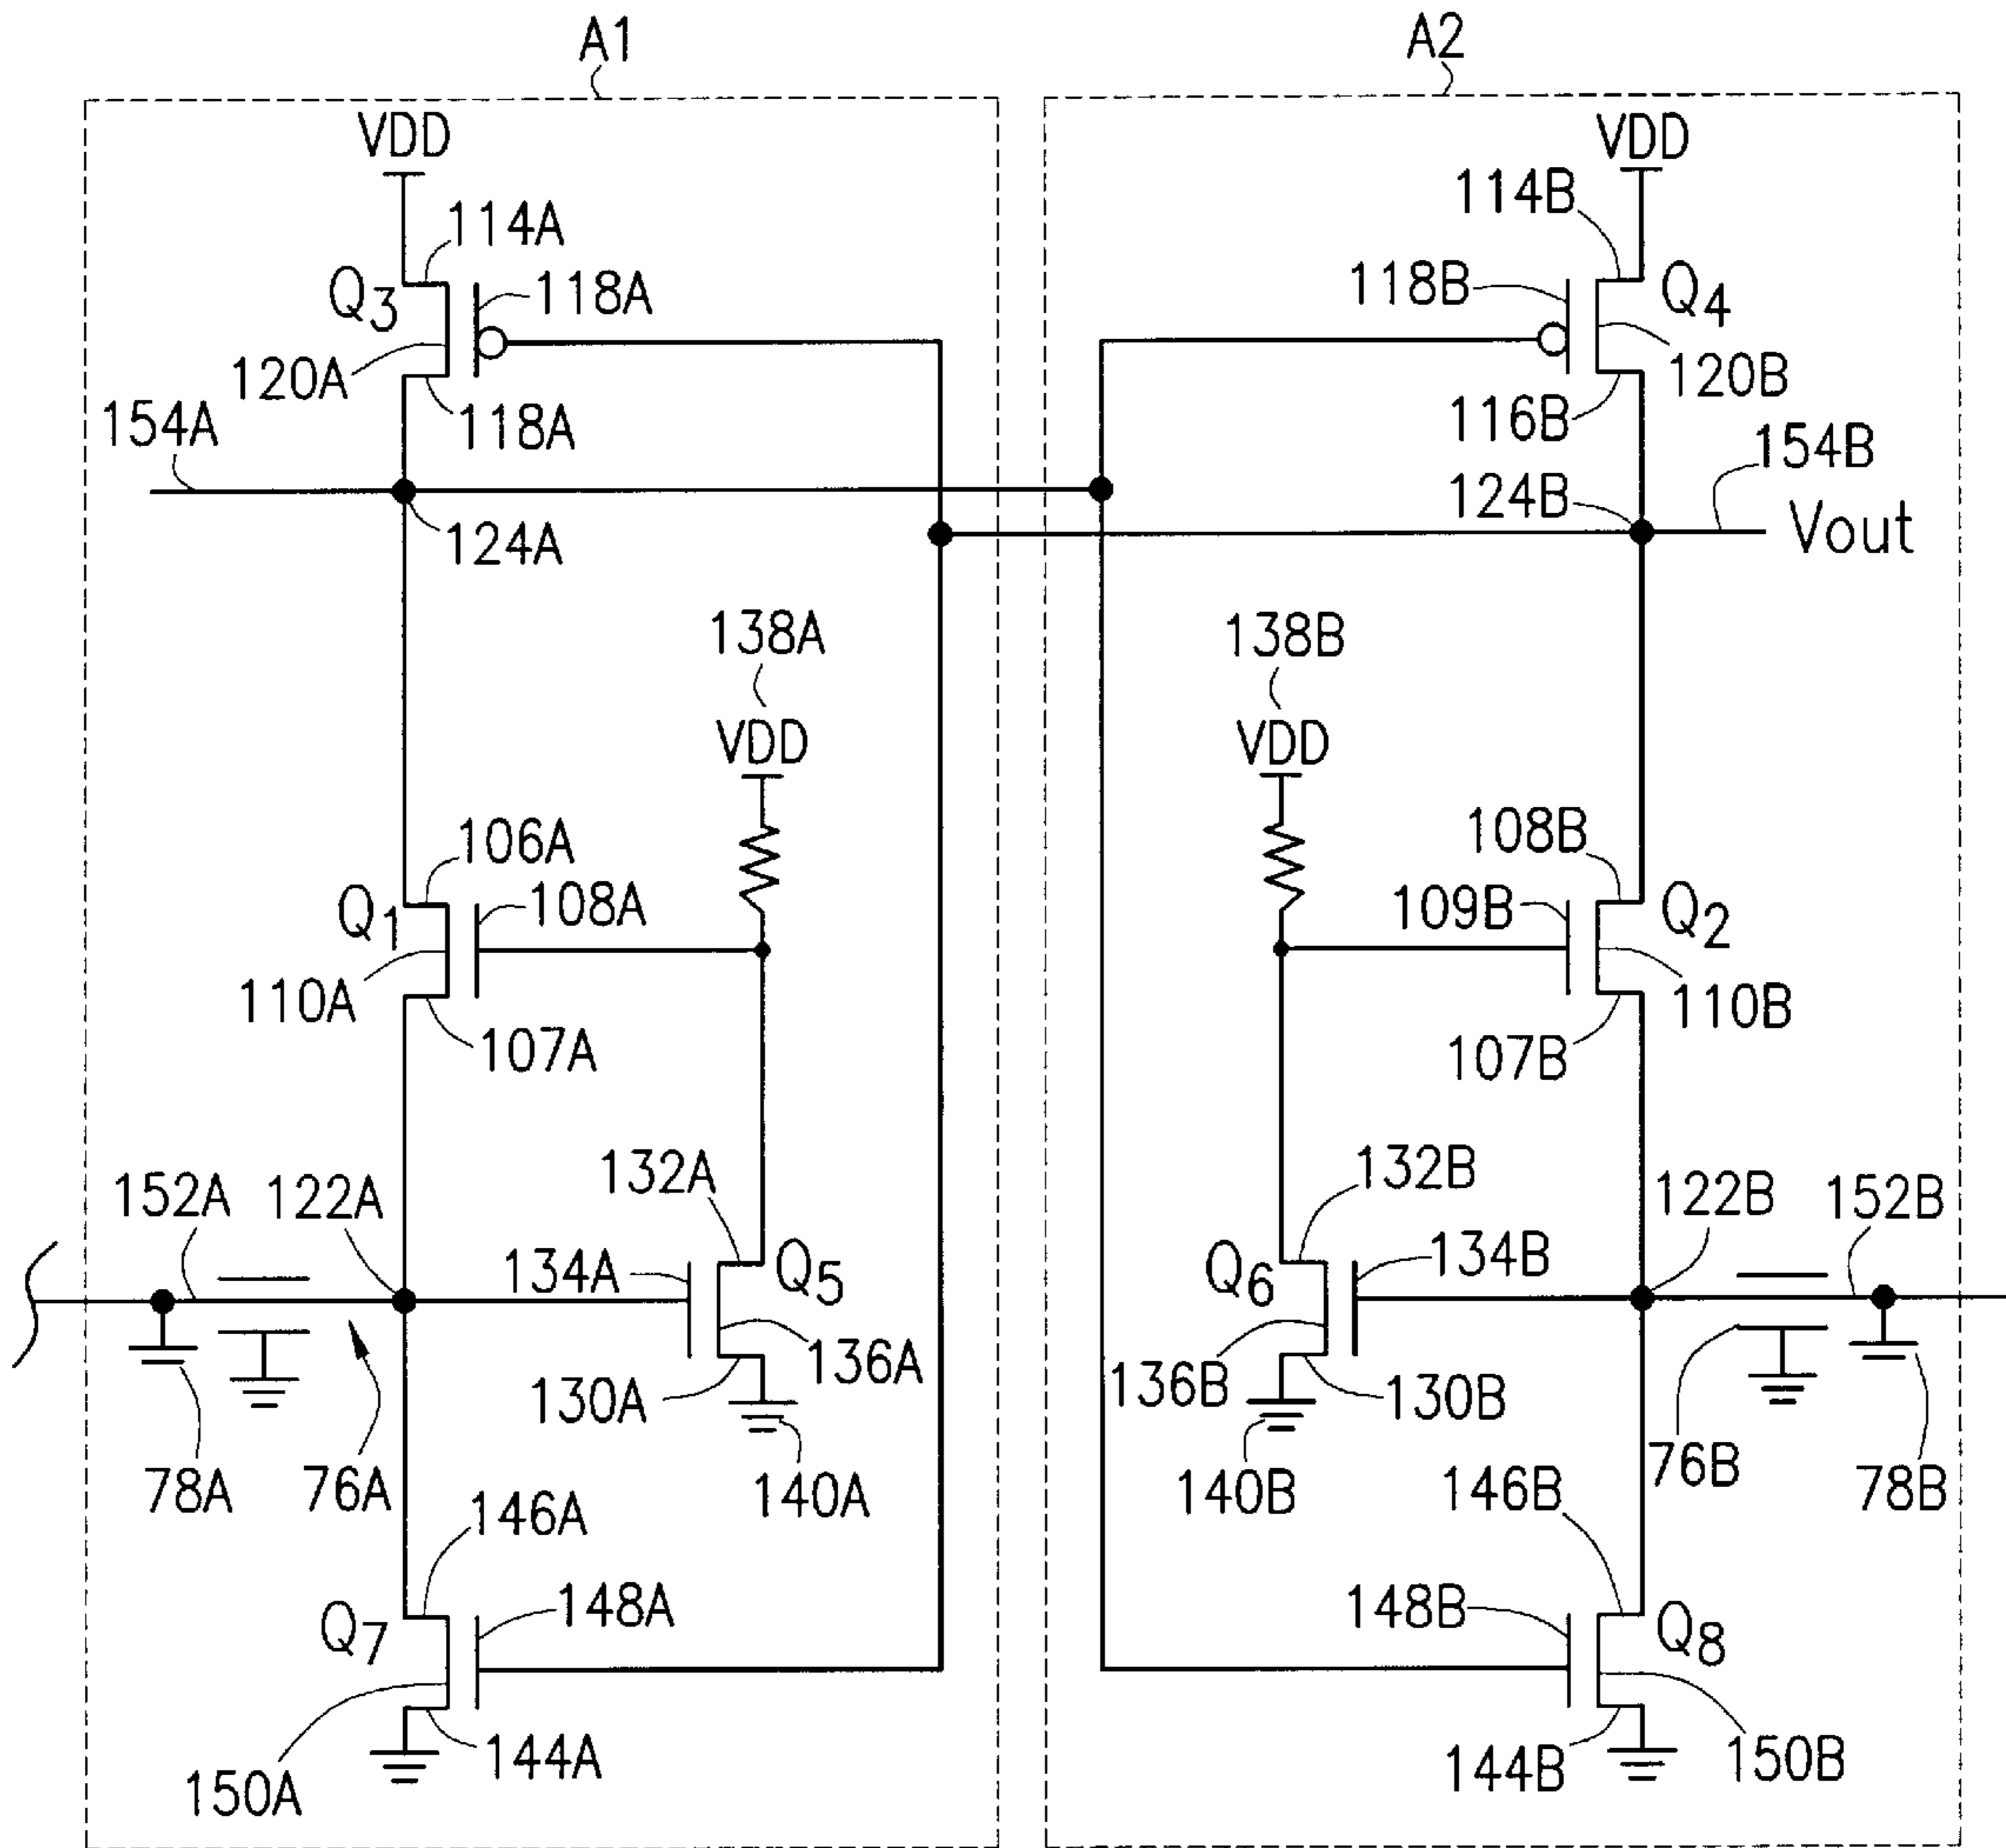 A1 A2
VDD VDD
114A 114B
Q3 118A 118B Q4
120A 118A 116B 120B
154A 154B
124A 124B Vout
138A 138B
VDD VDD
106A 108B
Q1 108A 109B Q2
110A 110B
107A 107B
132A 132B
152A 122A 122B 152B
134A Q5 Q6 134B
136A 136B
130A 130B
78A 76A 140A 140B 76B 78B
146A 146B
Q7 148A 148B Q8
150A 144A 144B 150B